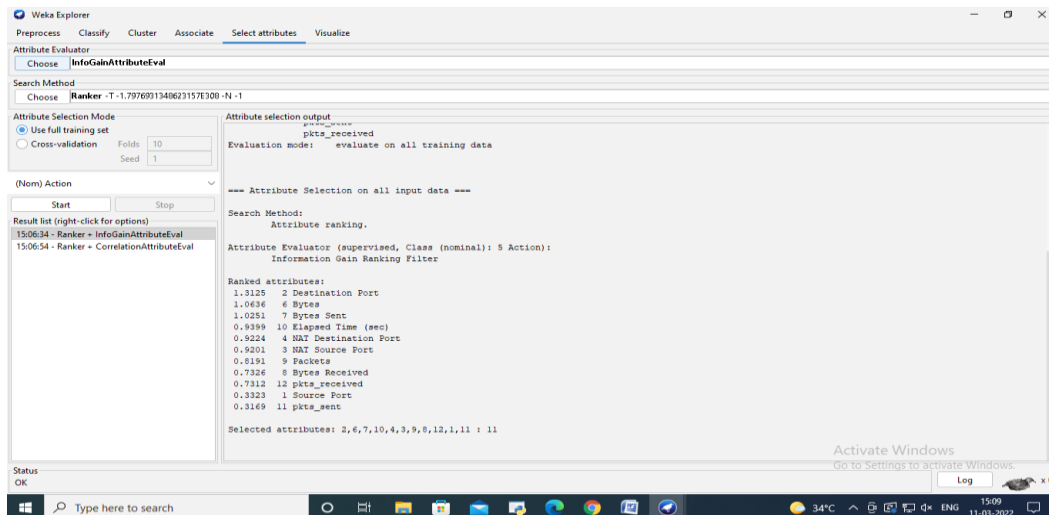 Weka Explorer
Preprocess Classify Cluster Associate Select attributes Visualize
Attribute Evaluator
Choose InfoGainAttributeEval
Search Method
Choose Ranker -T -1.7976931348623157E308 -N -1
Attribute Selection Mode
Use full training set
Cross-validation Folds 10
Seed 1
(Nom) Action
Start Stop
Result list (right-click for options)
15:06:34 - Ranker + InfoGainAttributeEval
15:06:54 - Ranker + CorrelationAttributeEval
Attribute selection output
pkts_received
Evaluation mode: evaluate on all training data
=== Attribute Selection on all input data ===
Search Method:
Attribute ranking.
Attribute Evaluator (supervised, Class (nominal): 5 Action):
Information Gain Ranking Filter
Ranked attributes:
1.3125 2 Destination Port
1.0636 6 Bytes
1.0251 7 Bytes Sent
0.9399 10 Elapsed Time (sec)
0.9224 4 NAT Destination Port
0.9201 3 NAT Source Port
0.8191 9 Packets
0.7326 8 Bytes Received
0.7312 12 pkts_received
0.3323 1 Source Port
0.3169 11 pkts_sent
Selected attributes: 2,6,7,10,4,3,9,8,12,1,11 : 11
Activate Windows
Go to Settings to activate Windows.
Status
OK
Log
x
Type here to search
34°C
ENG
15:09
11-03-2022